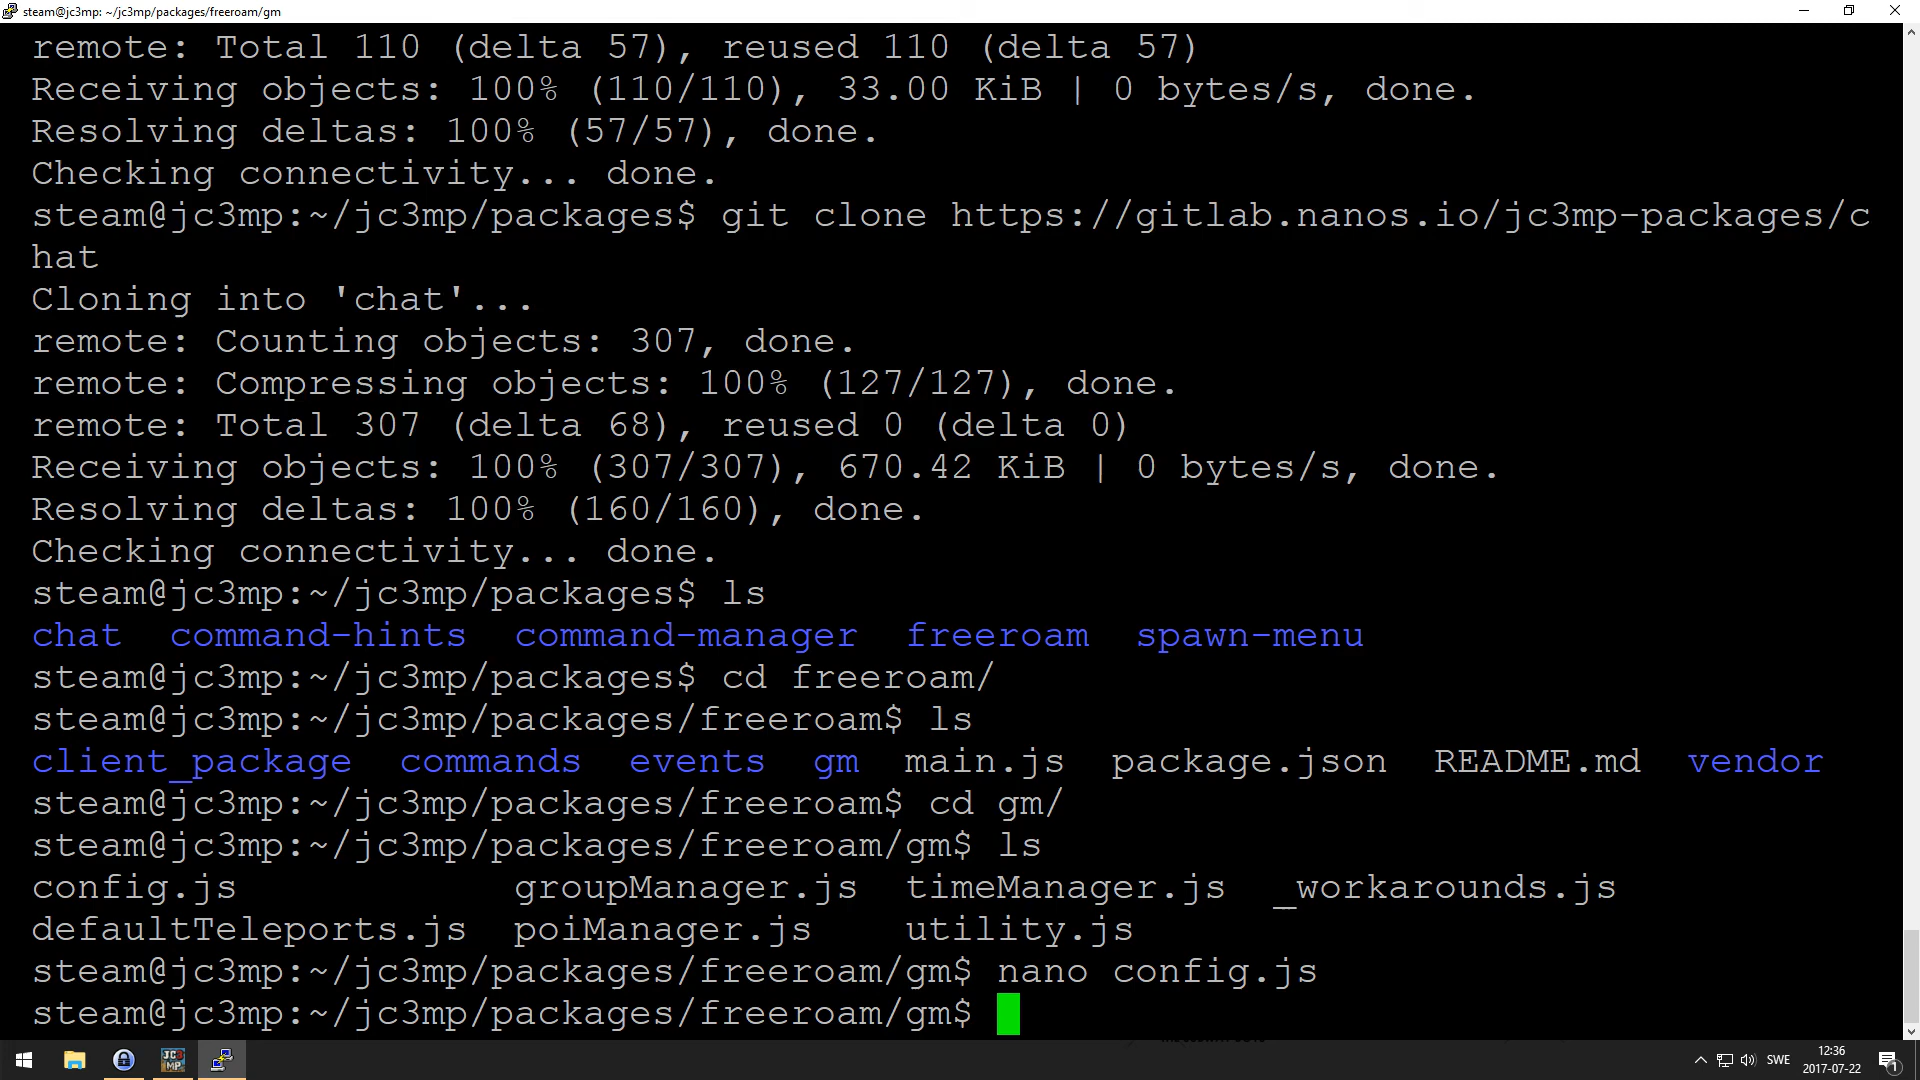 steam@jc3mp: ~/jc3mp/packages/freeroam/gm
remote: Total 110 (delta 57), reused 110 (delta 57)
Receiving objects: 100% (110/110), 33.00 KiB | 0 bytes/s, done.
Resolving deltas: 100% (57/57), done.
Checking connectivity... done.
steam@jc3mp:~/jc3mp/packages$ git clone https://gitlab.nanos.io/jc3mp-packages/c
hat
Cloning into 'chat'...
remote: Counting objects: 307, done.
remote: Compressing objects: 100% (127/127), done.
remote: Total 307 (delta 68), reused 0 (delta 0)
Receiving objects: 100% (307/307), 670.42 KiB | 0 bytes/s, done.
Resolving deltas: 100% (160/160), done.
Checking connectivity... done.
steam@jc3mp:~/jc3mp/packages$ ls
chat  command-hints  command-manager  freeroam  spawn-menu
steam@jc3mp:~/jc3mp/packages$ cd freeroam/
steam@jc3mp:~/jc3mp/packages/freeroam$ ls
client_package  commands  events  gm  main.js  package.json  README.md  vendor
steam@jc3mp:~/jc3mp/packages/freeroam$ cd gm/
steam@jc3mp:~/jc3mp/packages/freeroam/gm$ ls
config.js            groupManager.js  timeManager.js  _workarounds.js
defaultTeleports.js  poiManager.js    utility.js
steam@jc3mp:~/jc3mp/packages/freeroam/gm$ nano config.js
steam@jc3mp:~/jc3mp/packages/freeroam/gm$
JC3
MP
SWE
12:36
2017-07-22
1